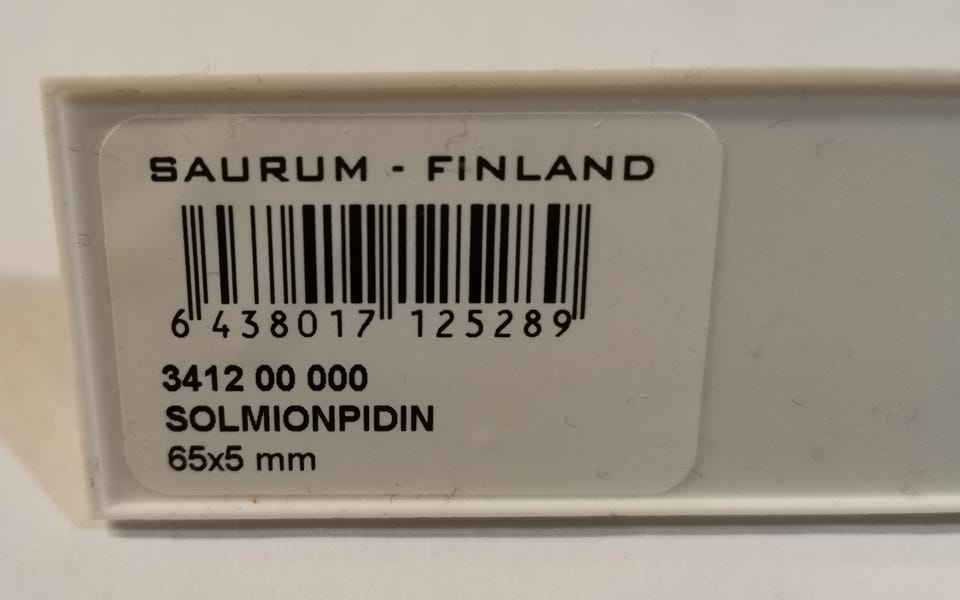 SAURUM - FINLAND
6 438017 125289
3412 00 000
SOLMIONPIDIN
65x5 mm